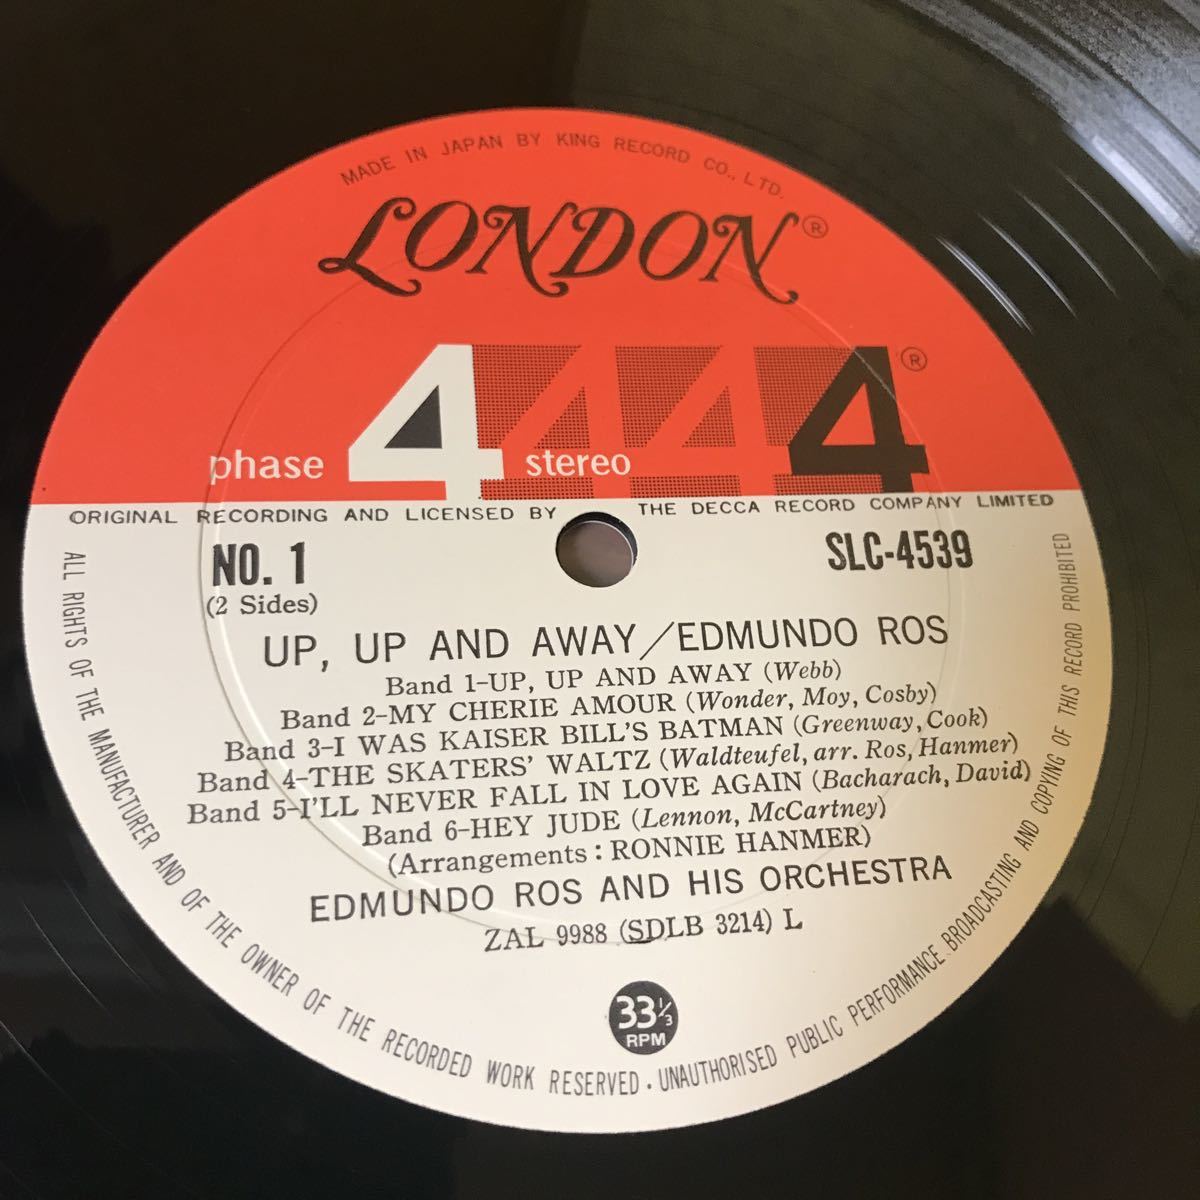 MADE IN JAPAN BY KING RECORD CO., LTD.
LONDON®
phase 4 stereo 4 4 4®
ORIGINAL RECORDING AND LICENSED BY THE DECCA RECORD COMPANY LIMITED
NO. 1
SLC-4539
(2 Sides)
UP, UP AND AWAY/EDMUNDO ROS
Band 1-UP, UP AND AWAY (Webb)
Band 2-MY CHERIE AMOUR (Wonder, Moy, Cosby)
Band 3-I WAS KAISER BILL'S BATMAN (Greenway, Cook)
Band 4-THE SKATERS' WALTZ (Waldteufel, arr. Ros, Hanmer)
Band 5-I'LL NEVER FALL IN LOVE AGAIN (Bacharach, David)
Band 6-HEY JUDE (Lennon, McCartney)
(Arrangements: RONNIE HANMER)
EDMUNDO ROS AND HIS ORCHESTRA
ZAL 9988 (SDLB 3214) L
33⅓
RPM
ALL RIGHTS OF THE MANUFACTURER AND OF THE OWNER OF THE RECORDED WORK RESERVED. UNAUTHORISED PUBLIC PERFORMANCE BROADCASTING AND COPYING OF THIS RECORD PROHIBITED